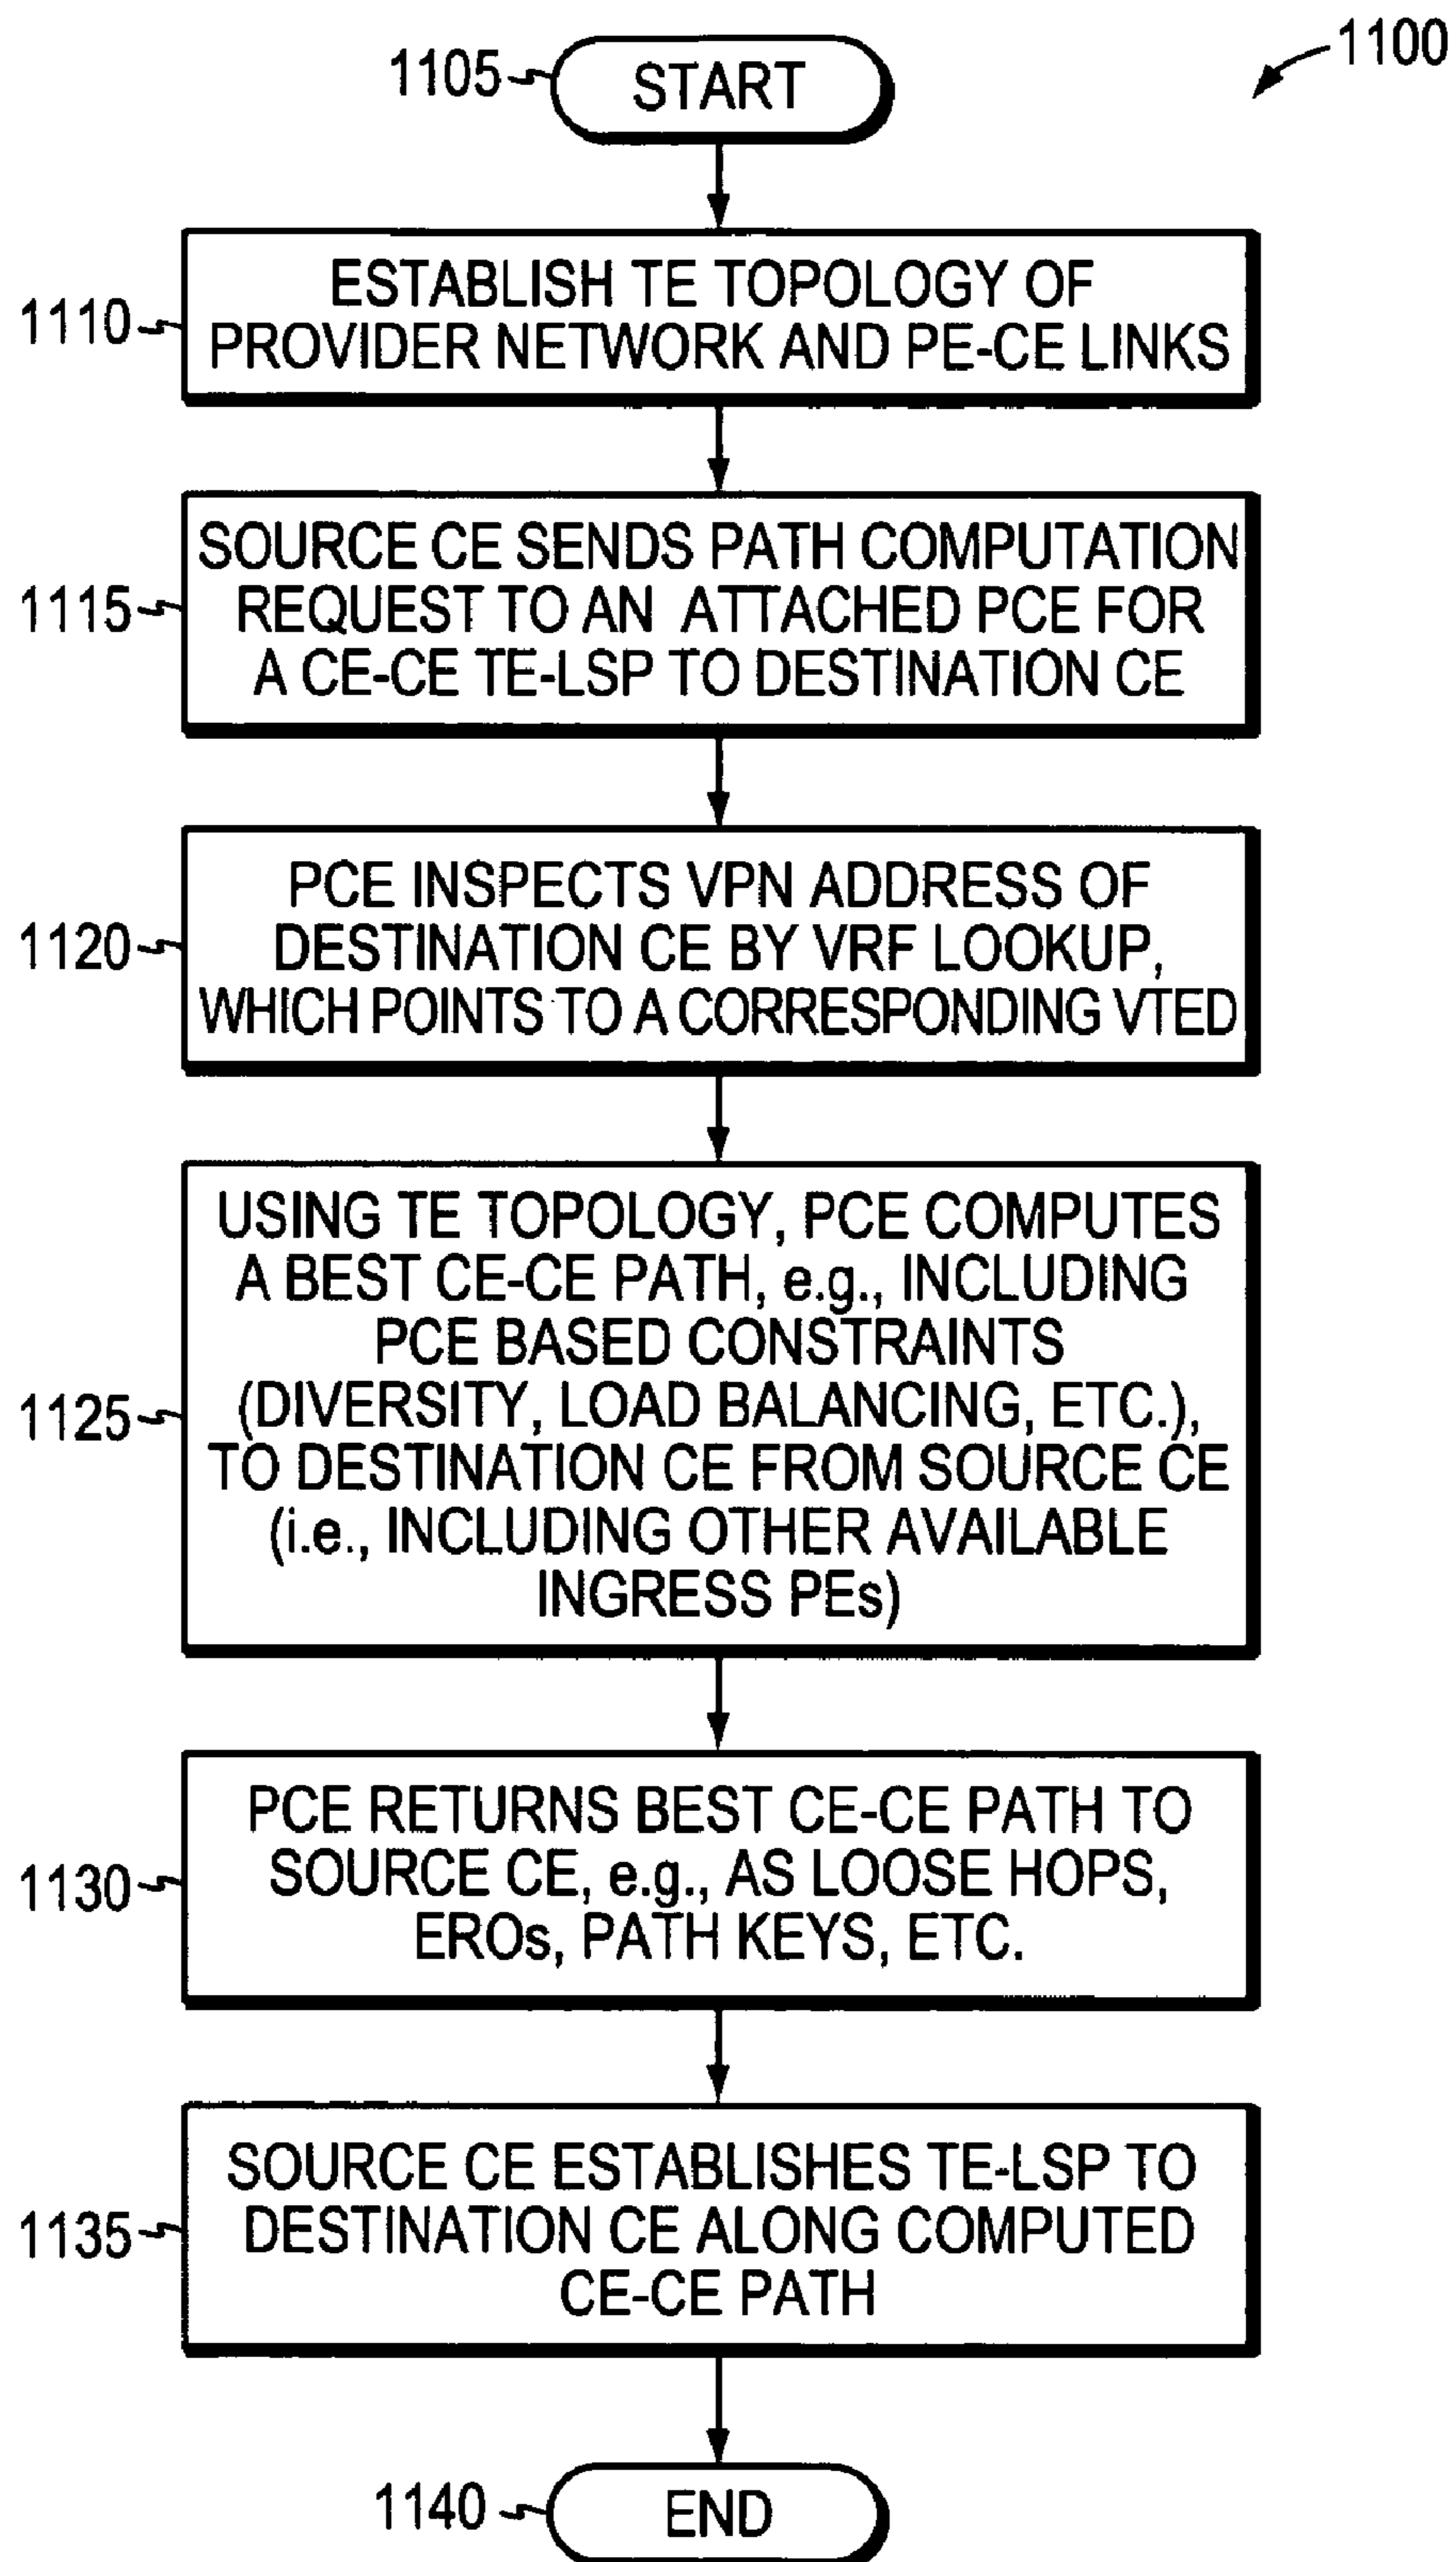 1100
1105
START
1110
ESTABLISH TE TOPOLOGY OF
PROVIDER NETWORK AND PE-CE LINKS
1115
SOURCE CE SENDS PATH COMPUTATION
REQUEST TO AN ATTACHED PCE FOR
A CE-CE TE-LSP TO DESTINATION CE
1120
PCE INSPECTS VPN ADDRESS OF
DESTINATION CE BY VRF LOOKUP,
WHICH POINTS TO A CORRESPONDING VTED
1125
USING TE TOPOLOGY, PCE COMPUTES
A BEST CE-CE PATH, e.g., INCLUDING
PCE BASED CONSTRAINTS
(DIVERSITY, LOAD BALANCING, ETC.),
TO DESTINATION CE FROM SOURCE CE
(i.e., INCLUDING OTHER AVAILABLE
INGRESS PEs)
1130
PCE RETURNS BEST CE-CE PATH TO
SOURCE CE, e.g., AS LOOSE HOPS,
EROs, PATH KEYS, ETC.
1135
SOURCE CE ESTABLISHES TE-LSP TO
DESTINATION CE ALONG COMPUTED
CE-CE PATH
1140
END